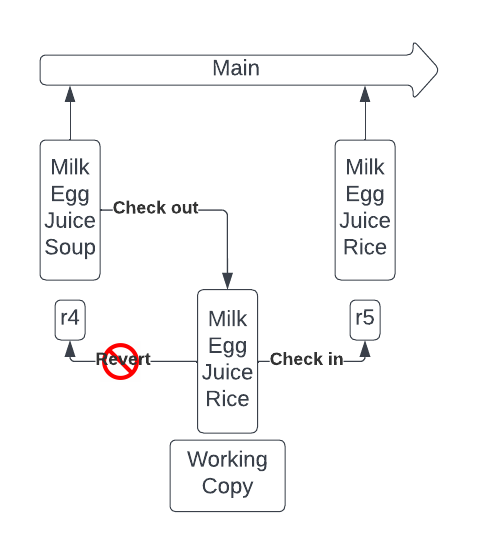 Main
Milk
Egg
Juice
Soup
Check out
Milk
Egg
Juice
Rice
r4
r5
Milk
Egg
Juice
Rice
Revert
Check in
Working
Copy